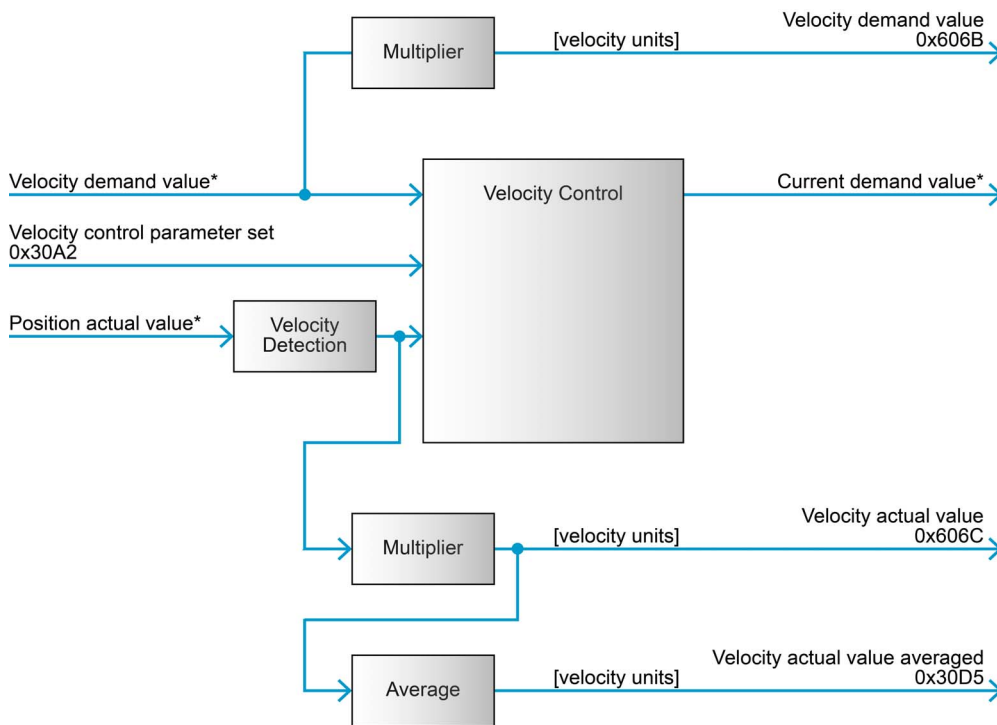 Velocity demand value
0x606B
Multiplier
[velocity units]
Velocity demand value*
Velocity Control
Current demand value*
Velocity control parameter set
0x30A2
Position actual value*
Velocity
Detection
Velocity actual value
0x606C
Multiplier
[velocity units]
Velocity actual value averaged
0x30D5
Average
[velocity units]